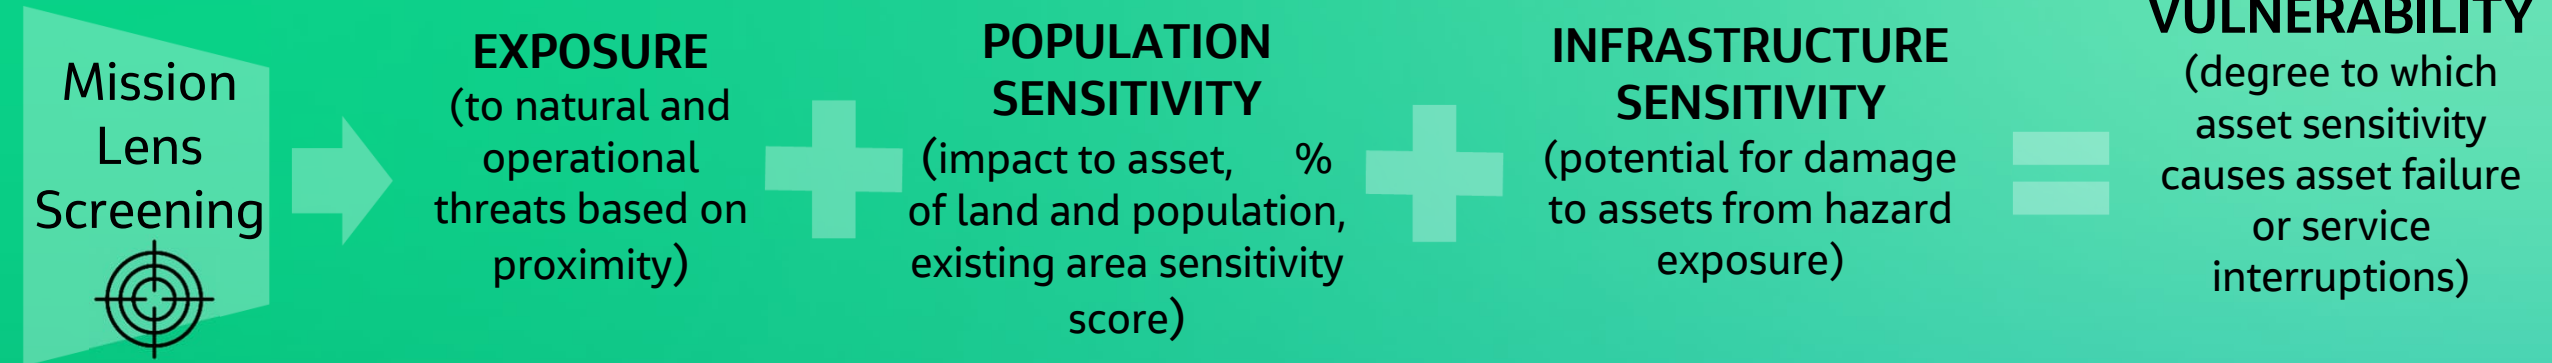 Mission
Lens
Screening
EXPOSURE
(to natural and
operational
threats based on
proximity)
POPULATION
SENSITIVITY
(impact to asset, %
of land and population,
existing area sensitivity
score)
INFRASTRUCTURE
SENSITIVITY
(potential for damage
to assets from hazard
exposure)
VULNERABILITY
(degree to which
asset sensitivity
causes asset failure
or service
interruptions)